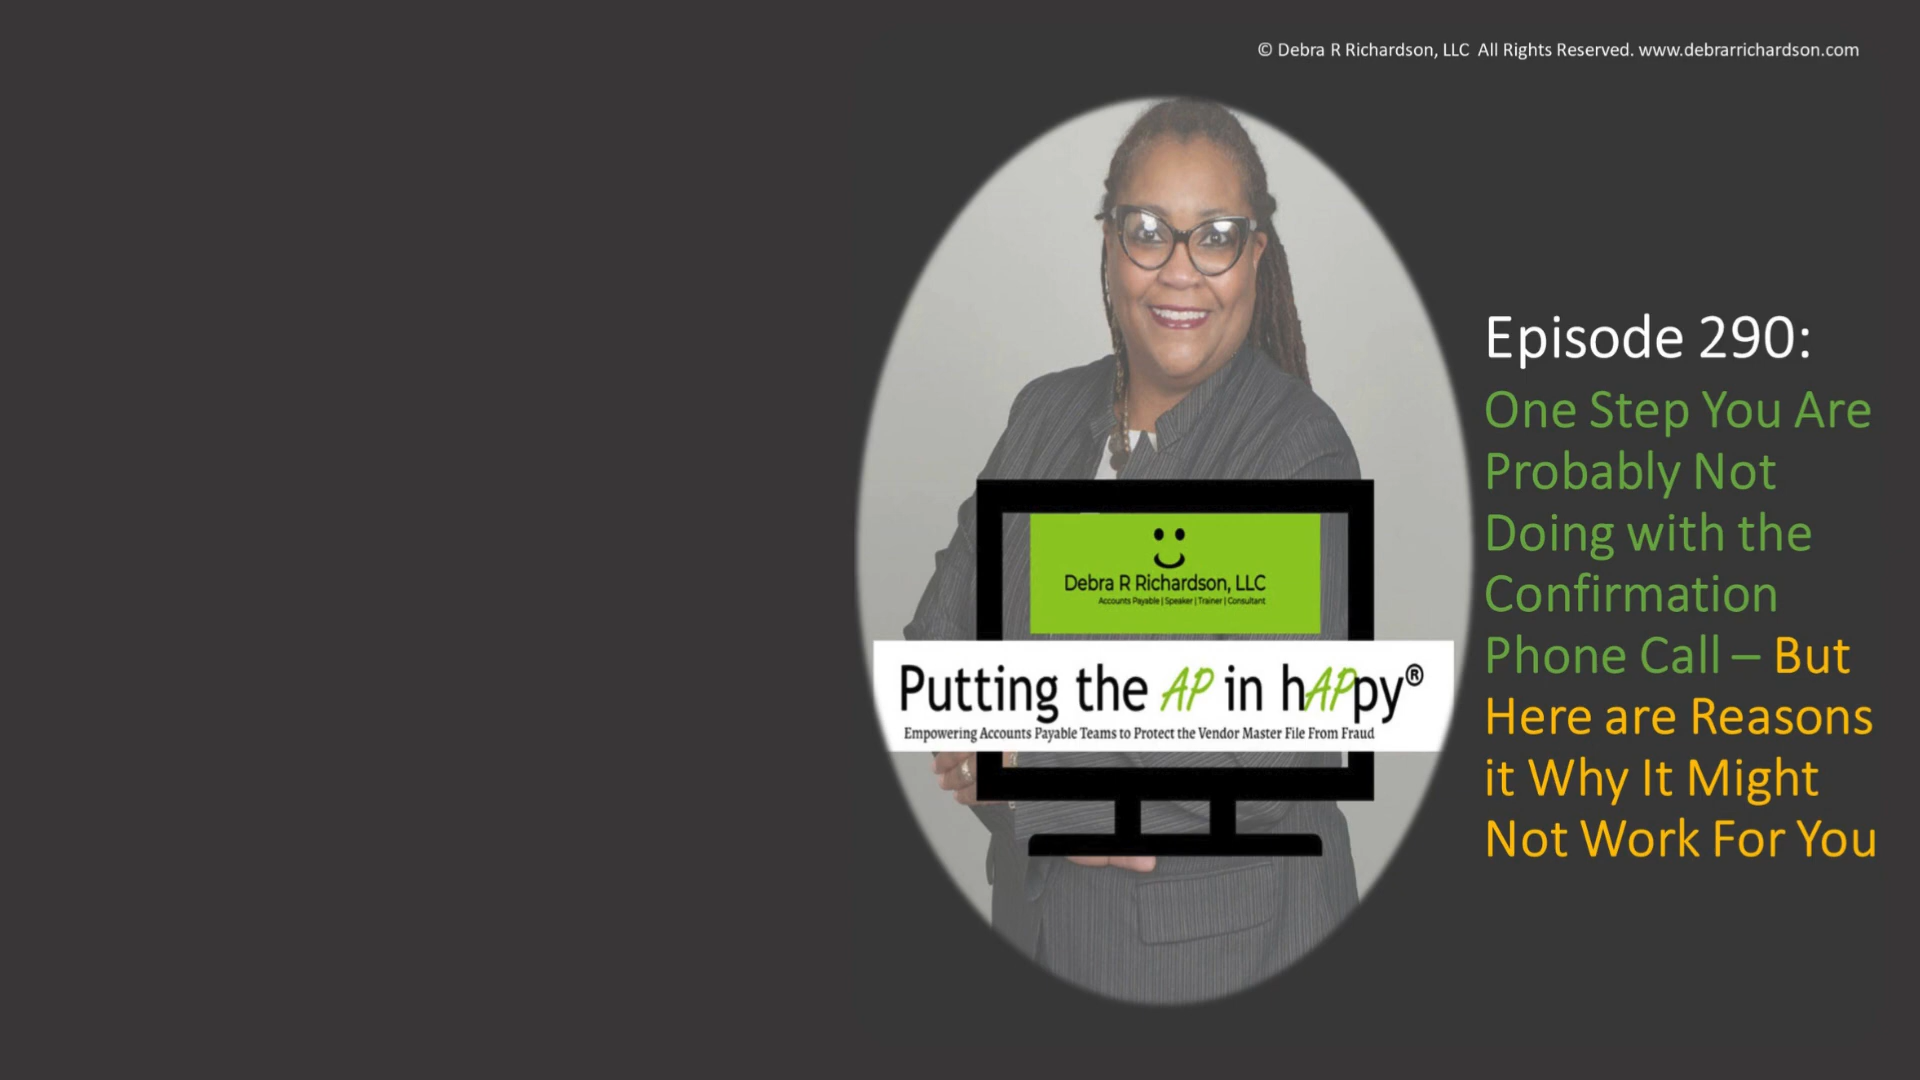 © Debra R Richardson, LLC  All Rights Reserved. www.debrarrichardson.com
Episode 290:
One Step You Are
Probably Not
Doing with the
Confirmation
Phone Call – But
Here are Reasons
it Why It Might
Not Work For You
Debra R Richardson, LLC
Accounts Payable | Speaker | Trainer | Consultant
Putting the AP in hAPpy®
Empowering Accounts Payable Teams to Protect the Vendor Master File From Fraud